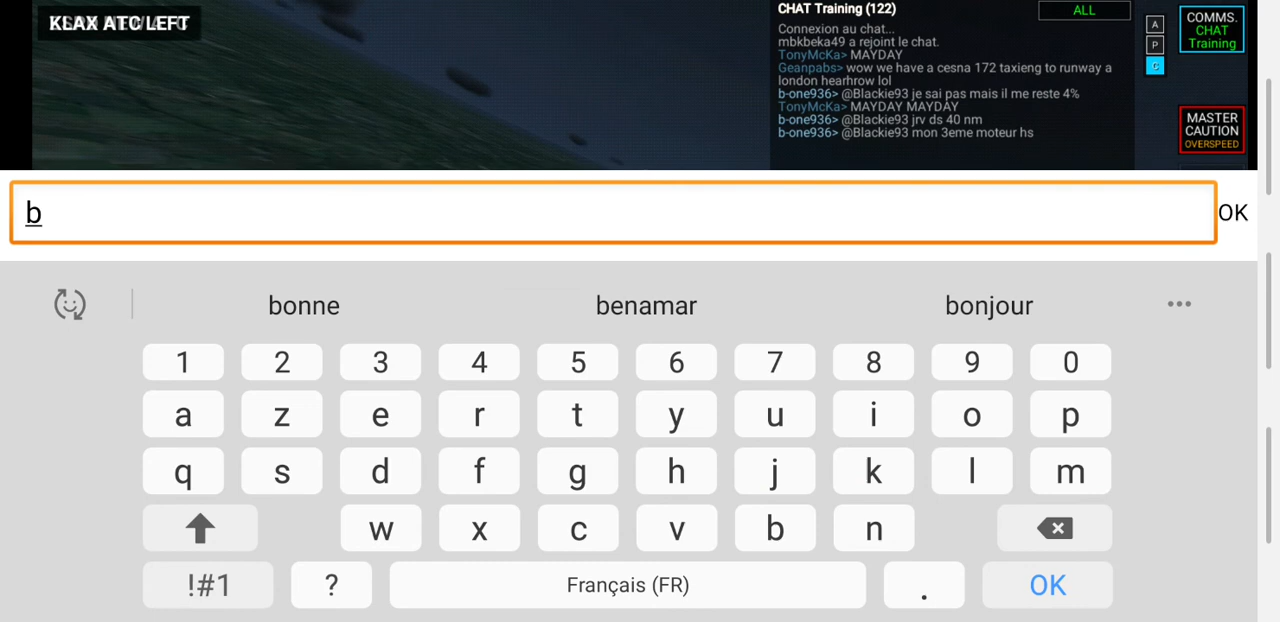 KLAX ATC LEFT
CHAT Training (122)
ALL
Connexion au chat...
mbkbeka49 a rejoint le chat.
TonyMcKa> MAYDAY
Geanpabs> wow we have a cesna 172 taxieng to runway a
london hearhrow lol
b-one936> @Blackie93 je sai pas mais il me reste 4%
TonyMcKa> MAYDAY MAYDAY
b-one936> @Blackie93 jrv ds 40 nm
b-one936> @Blackie93 mon 3eme moteur hs
A
P
C
COMMS.
CHAT
Training
MASTER
CAUTION
OVERSPEED
b
OK
bonne benamar bonjour
1 2 3 4 5 6 7 8 9 0
a z e r t y u i o p
q s d f g h j k l m
w x c v b n
!#1 ? Français (FR) . OK